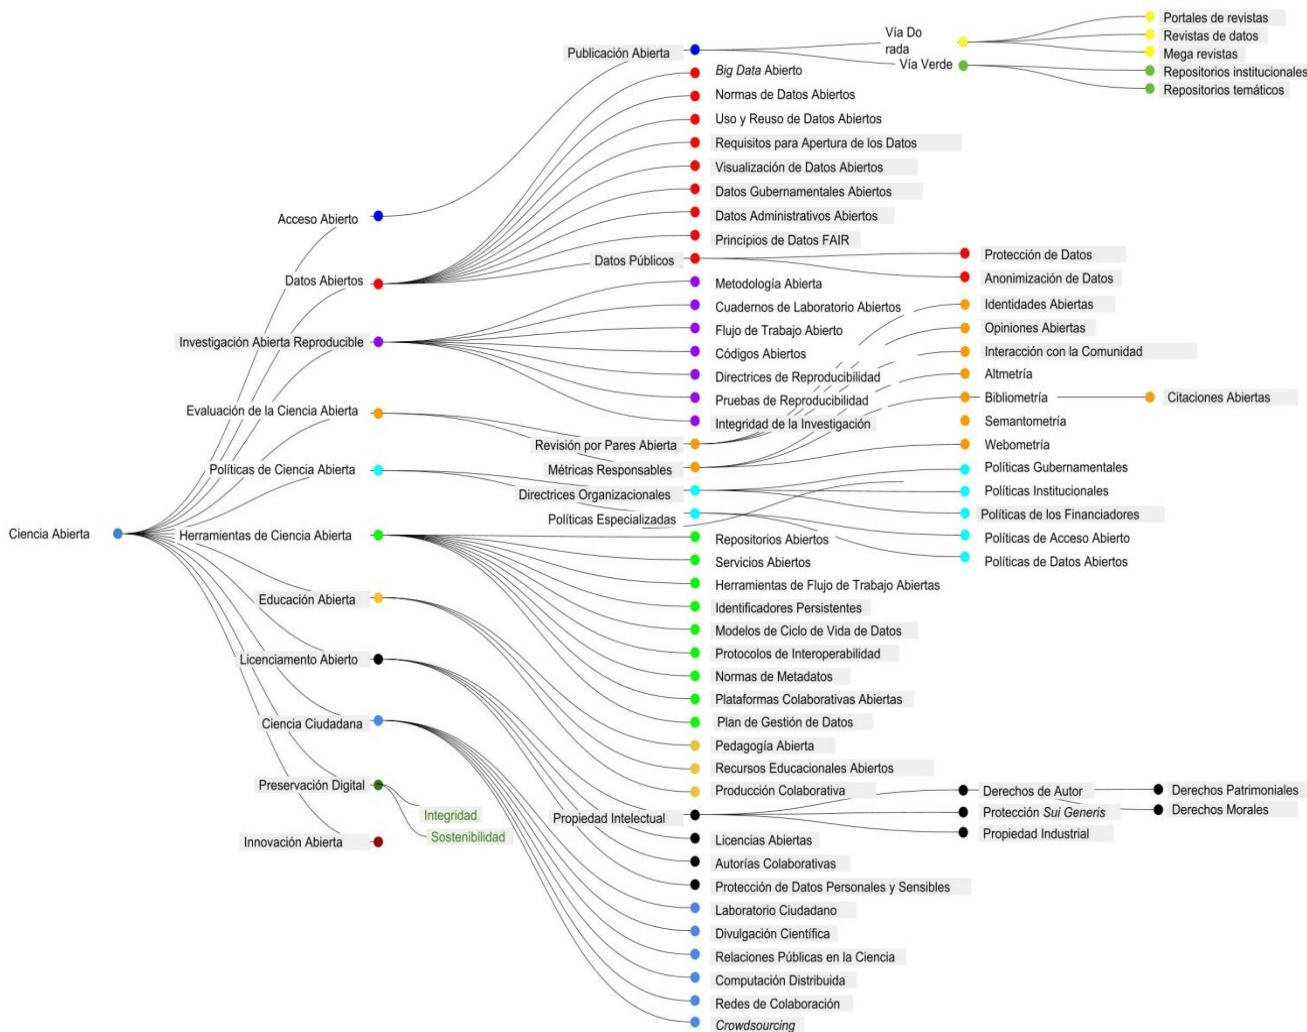 Ciencia Abierta
Acceso Abierto
Publicación Abierta
Vía Do
rada
Portales de revistas
Revistas de datos
Mega revistas
Vía Verde
Repositorios institucionales
Repositorios temáticos
Datos Abiertos
Big Data Abierto
Normas de Datos Abiertos
Uso y Reuso de Datos Abiertos
Requisitos para Apertura de los Datos
Visualización de Datos Abiertos
Datos Gubernamentales Abiertos
Datos Administrativos Abiertos
Princípios de Datos FAIR
Datos Públicos
Protección de Datos
Anonimización de Datos
Investigación Abierta Reproducible
Metodología Abierta
Cuadernos de Laboratorio Abiertos
Flujo de Trabajo Abierto
Códigos Abiertos
Directrices de Reproducibilidad
Pruebas de Reproducibilidad
Integridad de la Investigación
Evaluación de la Ciencia Abierta
Revisión por Pares Abierta
Identidades Abiertas
Opiniones Abiertas
Interacción con la Comunidad
Métricas Responsables
Altmetría
Bibliometría
Citaciones Abiertas
Semantometría
Webometría
Políticas de Ciencia Abierta
Directrices Organizacionales
Políticas Gubernamentales
Políticas Institucionales
Políticas de los Financiadores
Políticas Especializadas
Políticas de Acceso Abierto
Políticas de Datos Abiertos
Herramientas de Ciencia Abierta
Repositorios Abiertos
Servicios Abiertos
Herramientas de Flujo de Trabajo Abiertas
Identificadores Persistentes
Modelos de Ciclo de Vida de Datos
Protocolos de Interoperabilidad
Normas de Metadatos
Plataformas Colaborativas Abiertas
Plan de Gestión de Datos
Educación Abierta
Pedagogía Abierta
Recursos Educacionales Abiertos
Producción Colaborativa
Licenciamento Abierto
Propiedad Intelectual
Derechos de Autor
Derechos Patrimoniales
Derechos Morales
Protección Sui Generis
Propiedad Industrial
Licencias Abiertas
Autorías Colaborativas
Protección de Datos Personales y Sensibles
Ciencia Ciudadana
Laboratorio Ciudadano
Divulgación Científica
Relaciones Públicas en la Ciencia
Computación Distribuida
Redes de Colaboración
Crowdsourcing
Preservación Digital
Integridad
Sostenibilidad
Innovación Abierta